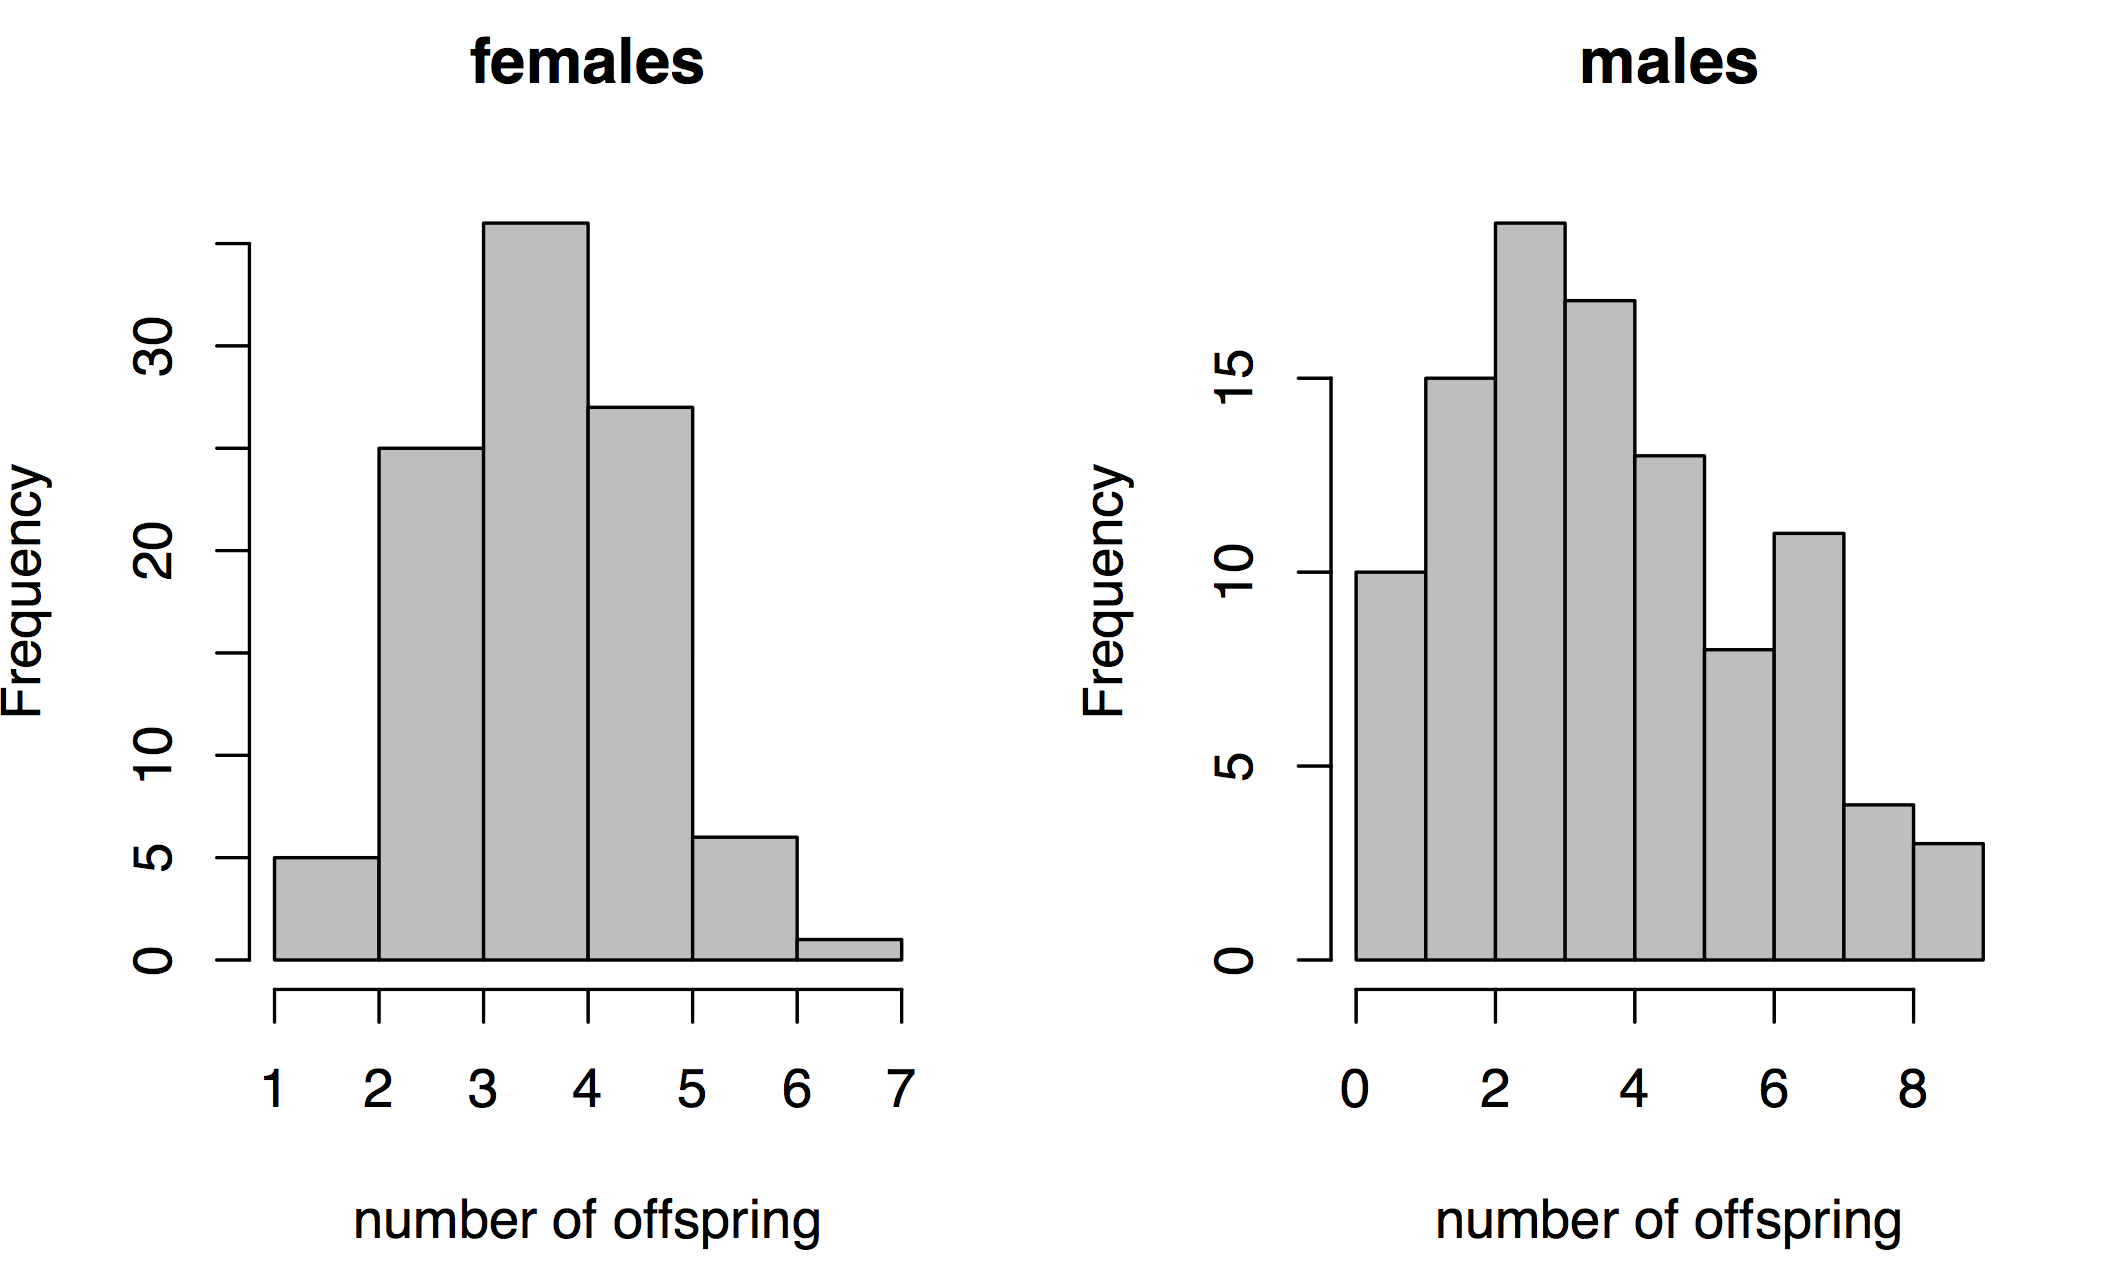 females
Frequency
0 5 10 20 30
1 2 3 4 5 6 7
number of offspring
males
Frequency
0 5 10 15
0 2 4 6 8
number of offspring